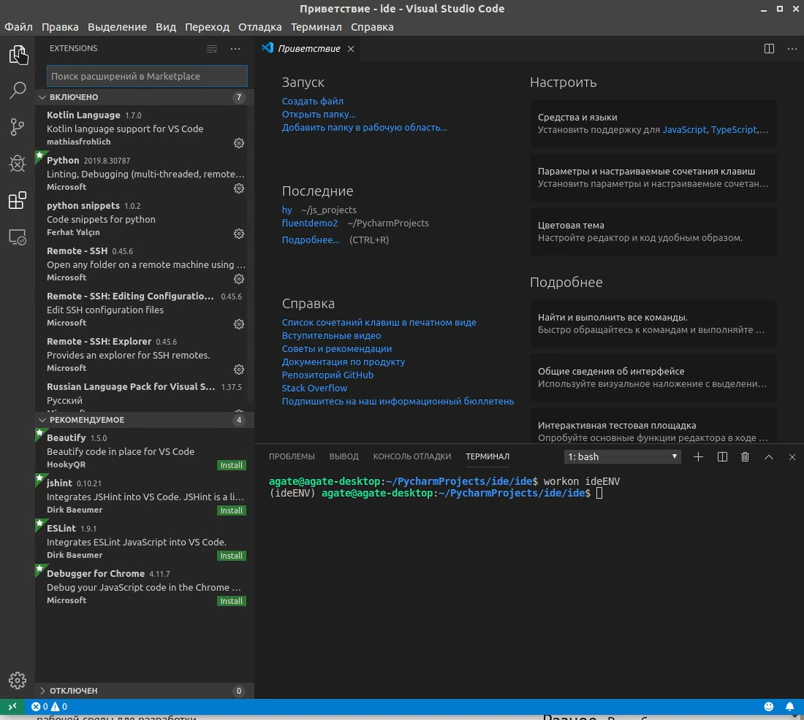 Приветствие - ide - Visual Studio Code
Файл Правка Выделение Вид Переход Отладка Терминал Справка
EXTENSIONS
Поиск расширений в Marketplace
ВКЛЮЧЕНО 7
Kotlin Language 1.7.0
Kotlin language support for VS Code
mathiasfrohlich
Python 2019.8.30787
Linting, Debugging (multi-threaded, remote...
Microsoft
python snippets 1.0.2
Code snippets for python
Ferhat Yalçın
Remote - SSH 0.45.6
Open any folder on a remote machine using ...
Microsoft
Remote - SSH: Editing Configuratio... 0.45.6
Edit SSH configuration files
Microsoft
Remote - SSH: Explorer 0.45.6
Provides an explorer for SSH remotes.
Microsoft
Russian Language Pack for Visual S... 1.37.5
Русский
РЕКОМЕНДУЕМОЕ 4
Beautify 1.5.0
Beautify code in place for VS Code
HookyQR Install
jshint 0.10.21
Integrates JSHint into VS Code. JSHint is a li...
Dirk Baeumer Install
ESLint 1.9.1
Integrates ESLint JavaScript into VS Code.
Dirk Baeumer Install
Debugger for Chrome 4.11.7
Debug your JavaScript code in the Chrome ...
Microsoft Install
ОТКЛЮЧЕН 0
Приветствие
Запуск
Создать файл
Открыть папку...
Добавить папку в рабочую область...
Последние
hy ~/js_projects
fluentdemo2 ~/PycharmProjects
Подробнее... (CTRL+R)
Справка
Список сочетаний клавиш в печатном виде
Вступительные видео
Советы и рекомендации
Документация по продукту
Репозиторий GitHub
Stack Overflow
Подпишитесь на наш информационный бюллетень
Настроить
Средства и языки
Установить поддержку для JavaScript, TypeScript,...
Параметры и настраиваемые сочетания клавиш
Установить параметры и настраиваемые сочетан...
Цветовая тема
Настройте редактор и код удобным образом.
Подробнее
Найти и выполнить все команды.
Быстро обращайтесь к командам и выполняйте ...
Общие сведения об интерфейсе
Используйте визуальное наложение с выделени...
Интерактивная тестовая площадка
Опробуйте основные функции редактора в ходе ...
ПРОБЛЕМЫ ВЫВОД КОНСОЛЬ ОТЛАДКИ ТЕРМИНАЛ 1: bash
agate@agate-desktop:~/PycharmProjects/ide/ide$ workon ideENV
(ideENV) agate@agate-desktop:~/PycharmProjects/ide/ide$
0 0